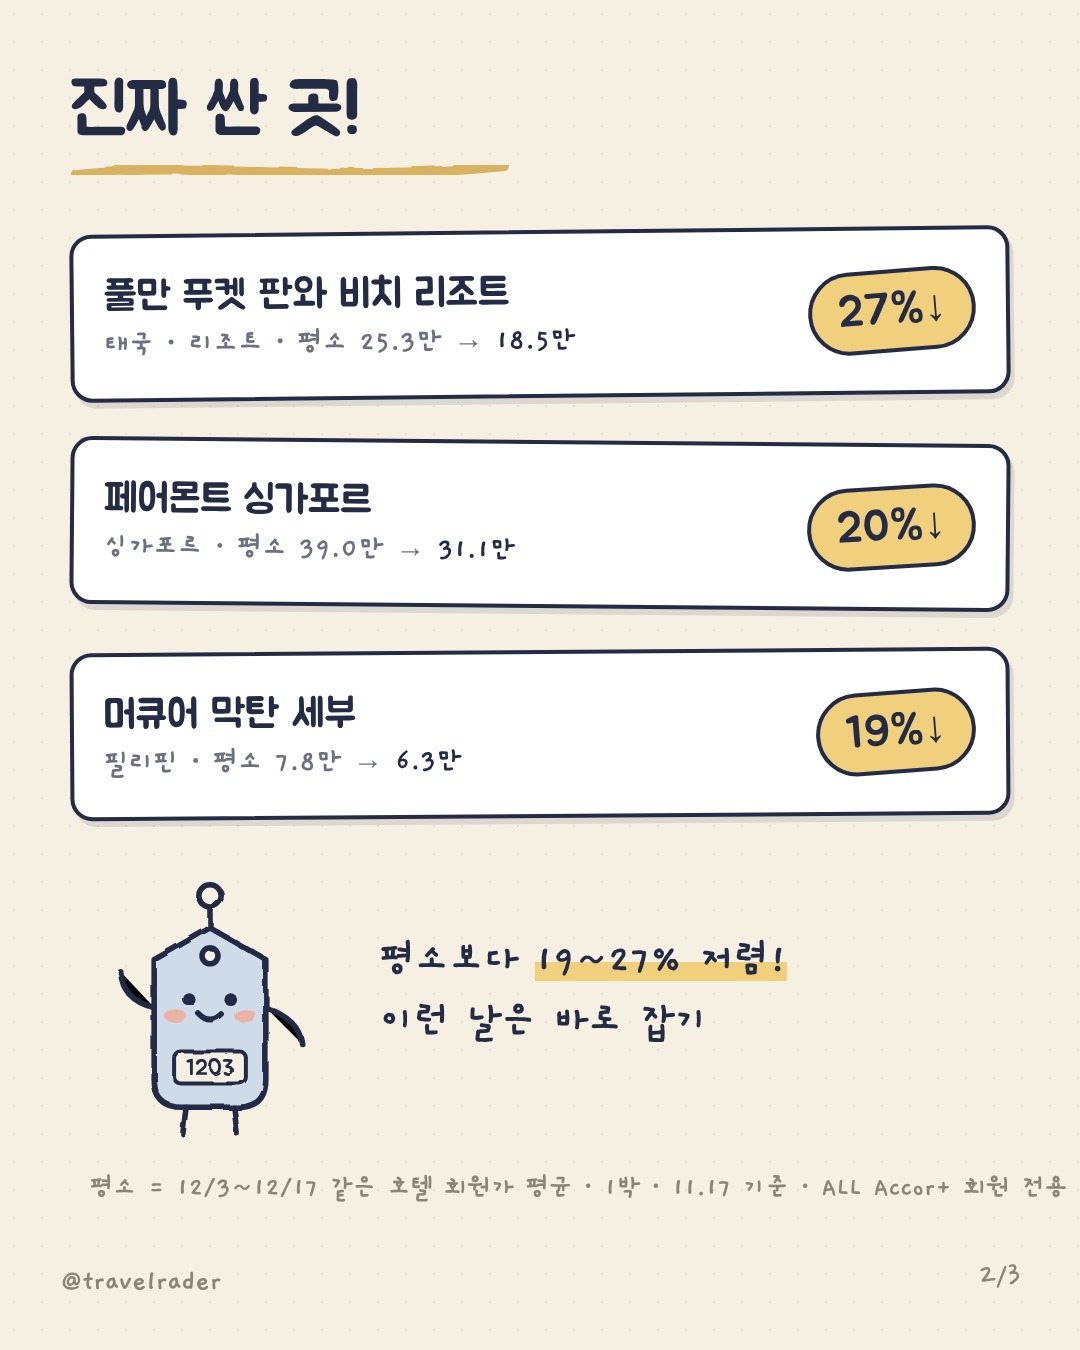 진짜 싼 곳!
풀만 푸켓 판와 비치 리조트
태국 · 리조트 · 평소 25.3만 → 18.5만
27%↓
페어몬트 싱가포르
싱가포르 · 평소 39.0만 → 31.1만
20%↓
머큐어 막탄 세부
필리핀 · 평소 7.8만 → 6.3만
19%↓
평소보다 19~27% 저렴!
이런 날은 바로 잡기
1203
평소 = 12/3~12/17 같은 호텔 회원가 평균 · 1박 · 11.17 기준 · ALL Accor+ 회원 전용
@travelrader
2/3